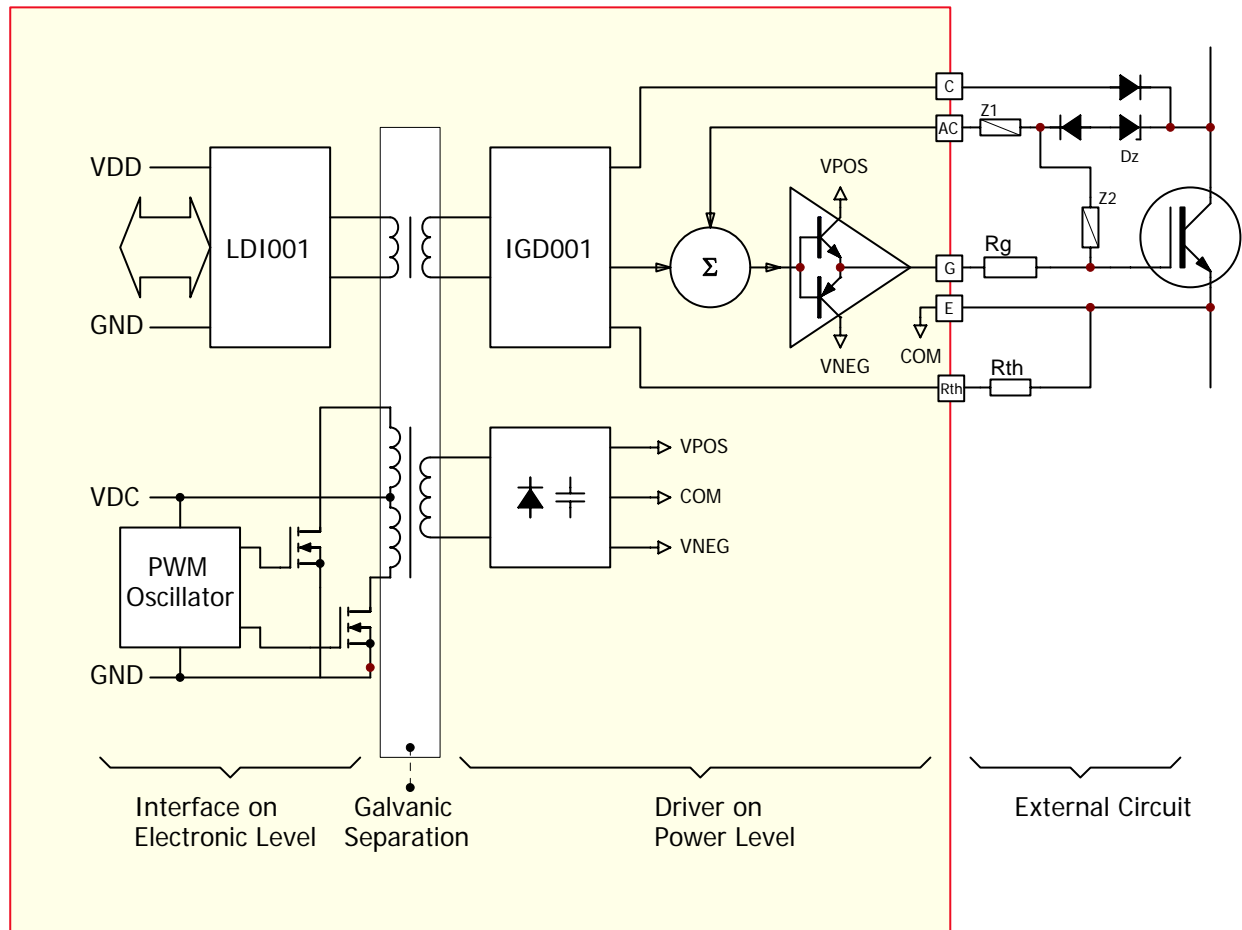 C
AC
Z1
Dz
VDD
VPOS
Z2
LDI001
IGD001
Σ
G
Rg
GND
E
VNEG
COM
Rth
Rth
VDC
VPOS
COM
VNEG
PWM
Oscillator
GND
Interface on
Electronic Level
Galvanic
Separation
Driver on
Power Level
External Circuit